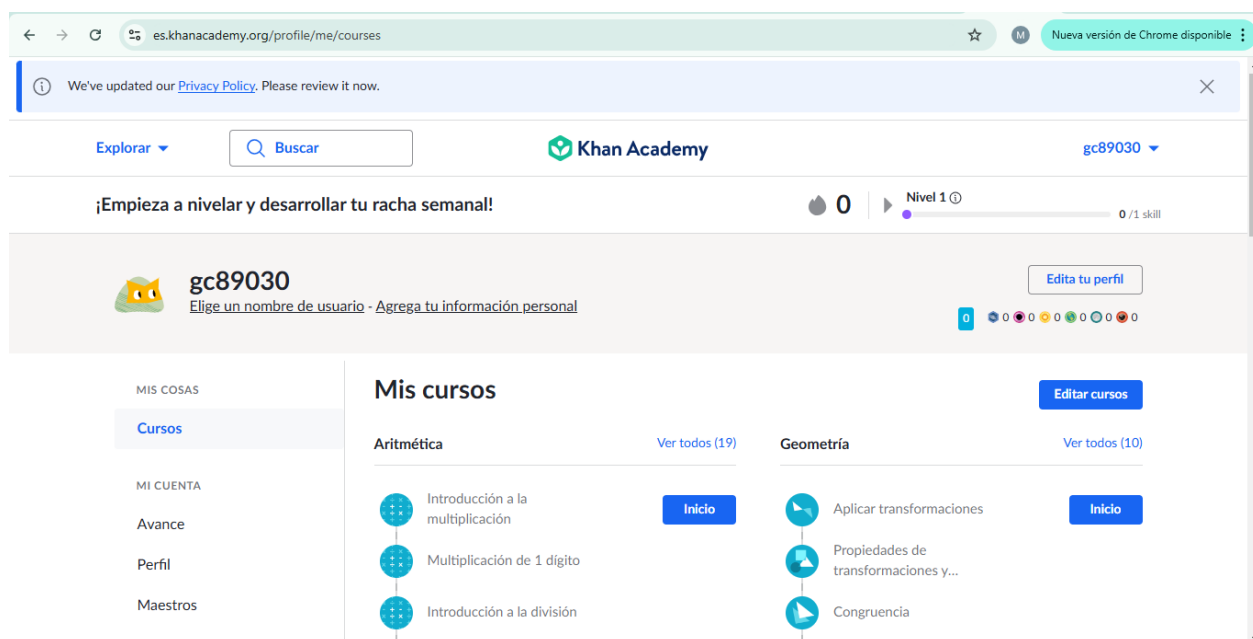 es.khanacademy.org/profile/me/courses
M
Nueva versión de Chrome disponible
We've updated our Privacy Policy. Please review it now.
Explorar
Buscar
Khan Academy
gc89030
¡Empieza a nivelar y desarrollar tu racha semanal!
0
Nivel 1
0 /1 skill
gc89030
Elige un nombre de usuario - Agrega tu información personal
Edita tu perfil
0
0 0 0 0 0 0
MIS COSAS
Cursos
MI CUENTA
Avance
Perfil
Maestros
Mis cursos
Editar cursos
Aritmética
Ver todos (19)
Introducción a la
multiplicación
Inicio
Multiplicación de 1 dígito
Introducción a la división
Geometría
Ver todos (10)
Aplicar transformaciones
Inicio
Propiedades de
transformaciones y...
Congruencia